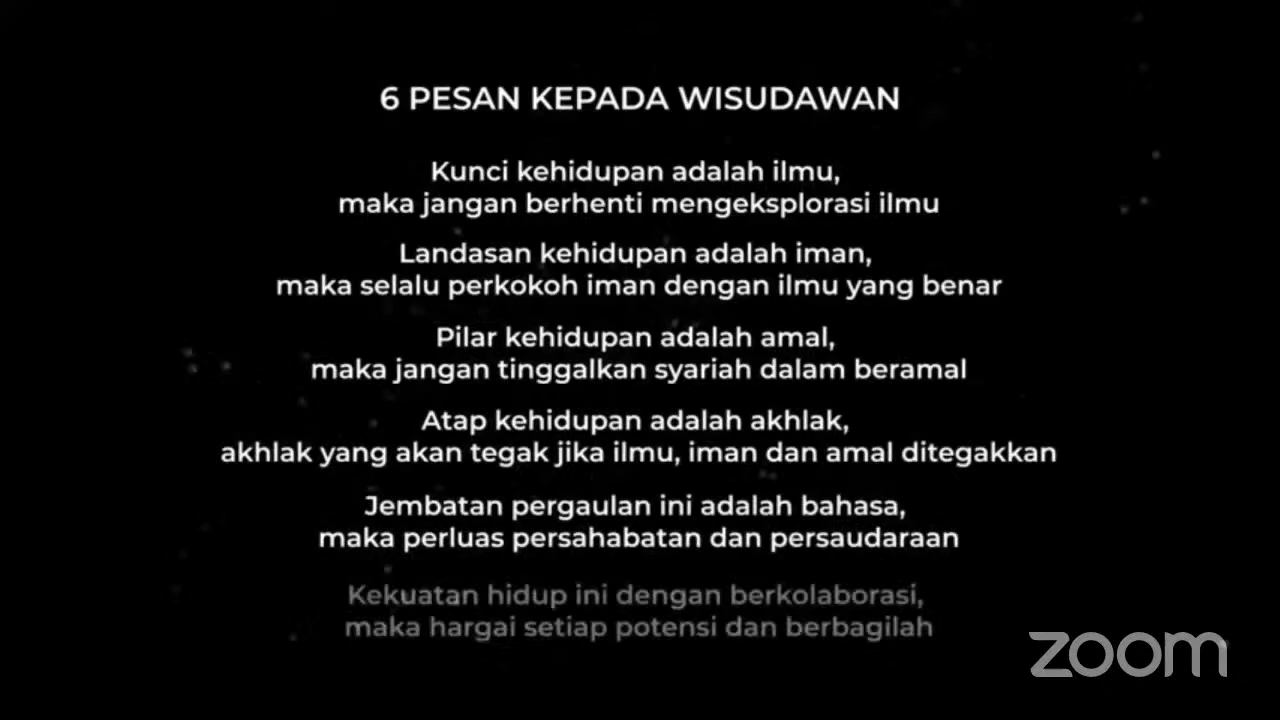 6 PESAN KEPADA WISUDAWAN
Kunci kehidupan adalah ilmu,
maka jangan berhenti mengeksplorasi ilmu
Landasan kehidupan adalah iman,
maka selalu perkokoh iman dengan ilmu yang benar
Pilar kehidupan adalah amal,
maka jangan tinggalkan syariah dalam beramal
Atap kehidupan adalah akhlak,
akhlak yang akan tegak jika ilmu, iman dan amal ditegakkan
Jembatan pergaulan ini adalah bahasa,
maka perluas persahabatan dan persaudaraan
Kekuatan hidup ini dengan berkolaborasi,
maka hargai setiap potensi dan berbagilah
zoom